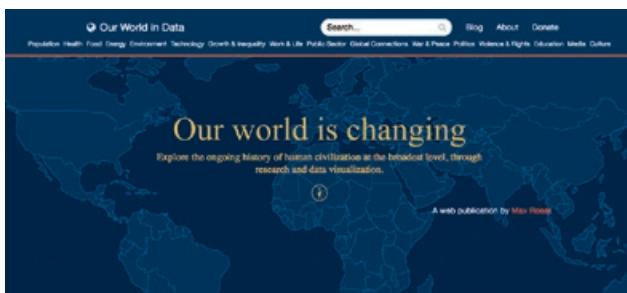 Our World in Data
Search...
Blog About Donate
Population Health Food Energy Environment Technology Growth & Inequality Work & Life Public Sector Global Connections War & Peace Politics Violence & Rights Education Media Culture
Our world is changing
Explore the ongoing history of human civilization at the broadest level, through
research and data visualization.
A web publication by Max Roser